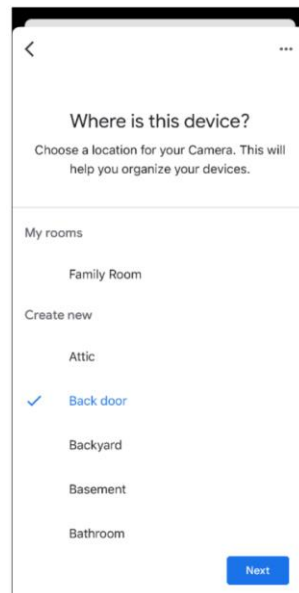 Where is this device?
Choose a location for your Camera. This will
help you organize your devices.
My rooms
Family Room
Create new
Attic
Back door
Backyard
Basement
Bathroom
Next